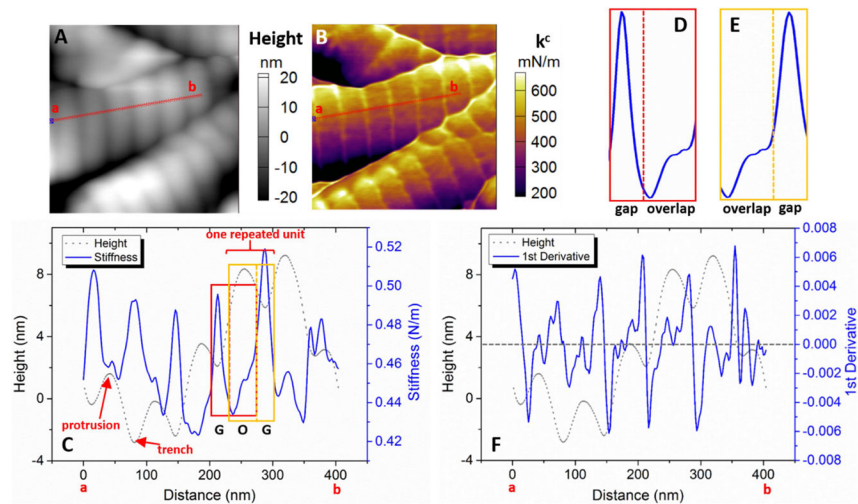 A
a
b
Height
nm
20
10
0
-10
-20
B
a
b
k^c
mN/m
600
500
400
300
200
D
gap
overlap
E
overlap
gap
Height
Stiffness
one repeated unit
protrusion
trench
G O G
C
8
4
0
-4
Height (nm)
0.52
0.50
0.48
0.46
0.44
0.42
Stiffness (N/m)
0 100 200 300 400
a Distance (nm) b
Height
1st Derivative
F
8
4
0
-4
Height (nm)
0.008
0.006
0.004
0.002
0.000
-0.002
-0.004
-0.006
-0.008
1st Derivative
0 100 200 300 400
a Distance (nm) b